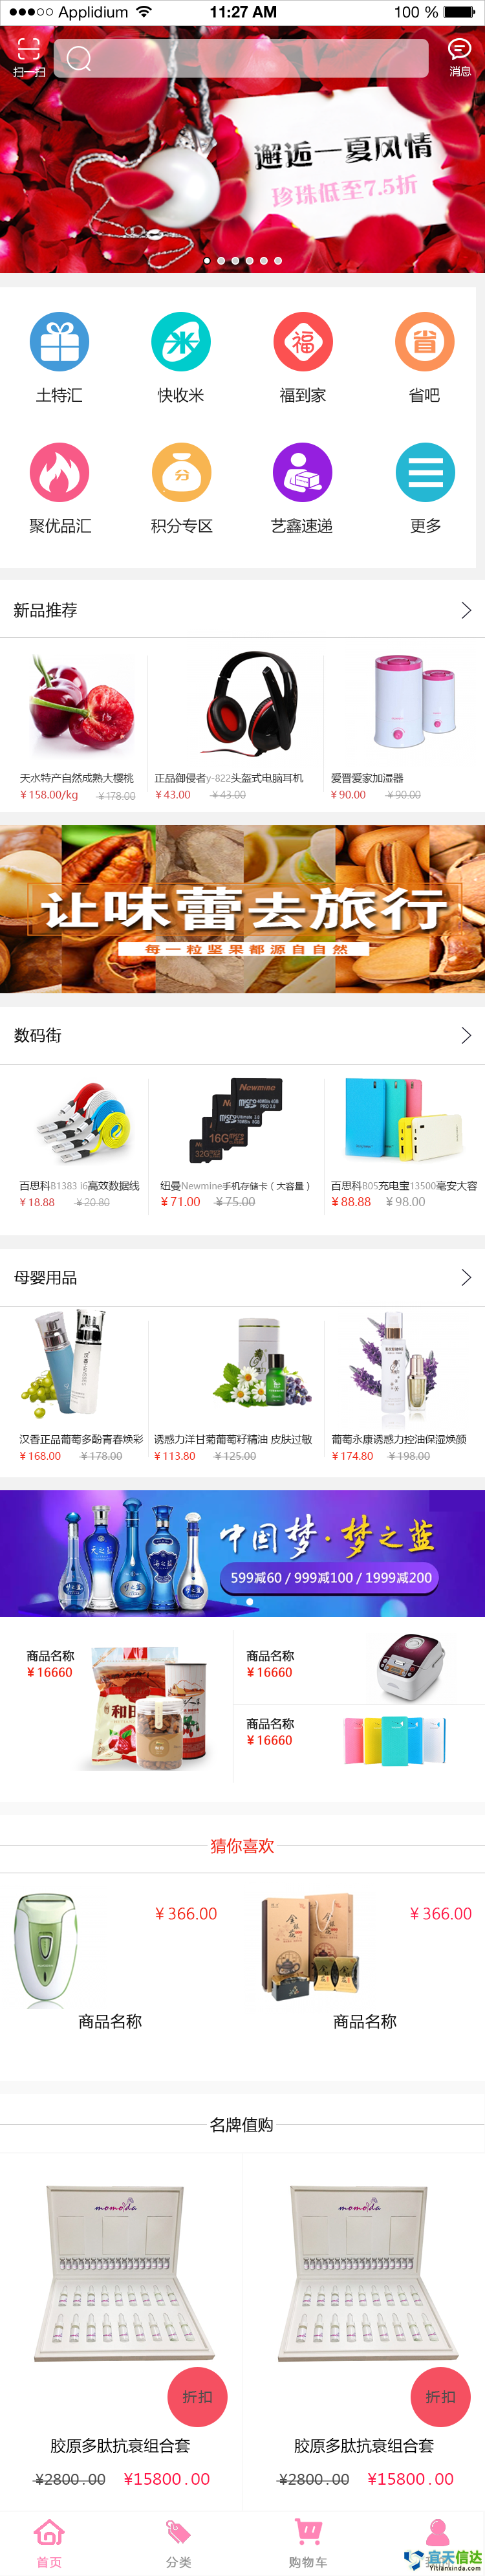 Applidium 11:27 AM 100 %
扫一扫
消息
邂逅一夏风情
珍珠低至7.5折
土特汇 快收米 福到家 省吧
聚优品汇 积分专区 艺鑫速递 更多
新品推荐
天水特产自然成熟大樱桃 正品御侵者y-822头盔式电脑耳机 爱晋爱家加湿器
¥158.00/kg ¥178.00 ¥43.00 ¥43.00 ¥90.00 ¥90.00
让味蕾去旅行
每一粒坚果都源自自然
数码街
Newmine
16GB
32GB
百思科B1383 i6高效数据线 纽曼Newmine手机存储卡（大容量） 百思科B05充电宝13500毫安大容
¥18.88 ¥20.80 ¥71.00 ¥75.00 ¥88.88 ¥98.00
母婴用品
汉香正品葡萄多酚青春焕彩 诱惑力洋甘菊葡萄籽精油 皮肤过敏 葡萄永康诱惑力控油保湿焕颜
¥168.00 ¥178.00 ¥113.80 ¥125.00 ¥174.80 ¥198.00
中国梦·梦之蓝
599减60 / 999减100 / 1999减200
商品名称
¥16660
和田
商品名称
¥16660
商品名称
¥16660
猜你喜欢
¥366.00 ¥366.00
商品名称 商品名称
名牌值购
momoda momoda
折扣 折扣
胶原多肽抗衰组合套 胶原多肽抗衰组合套
¥2800.00 ¥15800.00 ¥2800.00 ¥15800.00
首页 分类 购物车
宜天信达
Yitianxinda.com